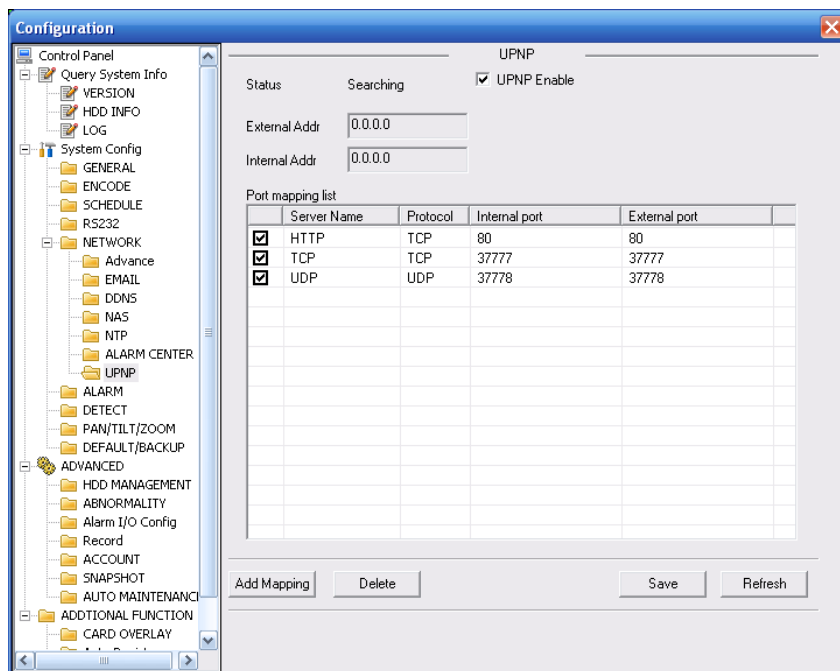 Configuration
Control Panel
Query System Info
VERSION
HDD INFO
LOG
System Config
GENERAL
ENCODE
SCHEDULE
RS232
NETWORK
Advance
EMAIL
DDNS
NAS
NTP
ALARM CENTER
UPNP
ALARM
DETECT
PAN/TILT/ZOOM
DEFAULT/BACKUP
ADVANCED
HDD MANAGEMENT
ABNORMALITY
Alarm I/O Config
Record
ACCOUNT
SNAPSHOT
AUTO MAINTENANC
ADDTIONAL FUNCTION
CARD OVERLAY
UPNP
Status Searching UPNP Enable
External Addr 0.0.0.0
Internal Addr 0.0.0.0
Port mapping list
Server Name Protocol Internal port External port
HTTP TCP 80 80
TCP TCP 37777 37777
UDP UDP 37778 37778
Add Mapping Delete Save Refresh